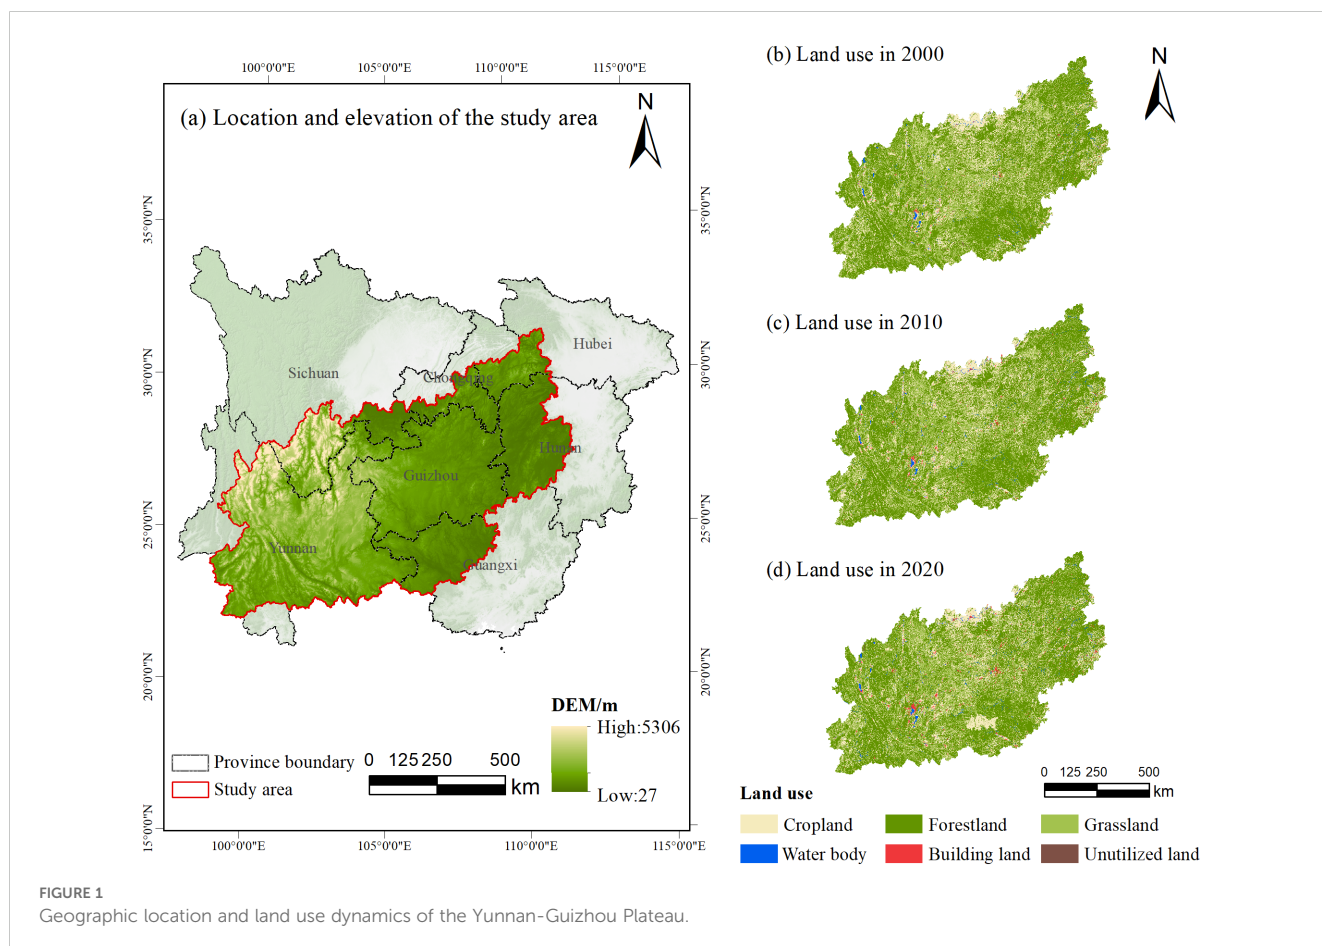 100°0'0"E 105°0'0"E 110°0'0"E 115°0'0"E
(a) Location and elevation of the study area
N
35°0'0"N
30°0'0"N
25°0'0"N
20°0'0"N
15°0'0"N
35°0'0"N
30°0'0"N
25°0'0"N
20°0'0"N
Hubei
Sichuan
Chongqing
Hunan
Guizhou
Yunnan
Guangxi
DEM/m
High:5306
Low:27
Province boundary
Study area
0 125 250 500
km
100°0'0"E 105°0'0"E 110°0'0"E 115°0'0"E
(b) Land use in 2000
N
(c) Land use in 2010
(d) Land use in 2020
0 125 250 500
km
Land use
Cropland Forestland Grassland
Water body Building land Unutilized land
FIGURE 1
Geographic location and land use dynamics of the Yunnan-Guizhou Plateau.